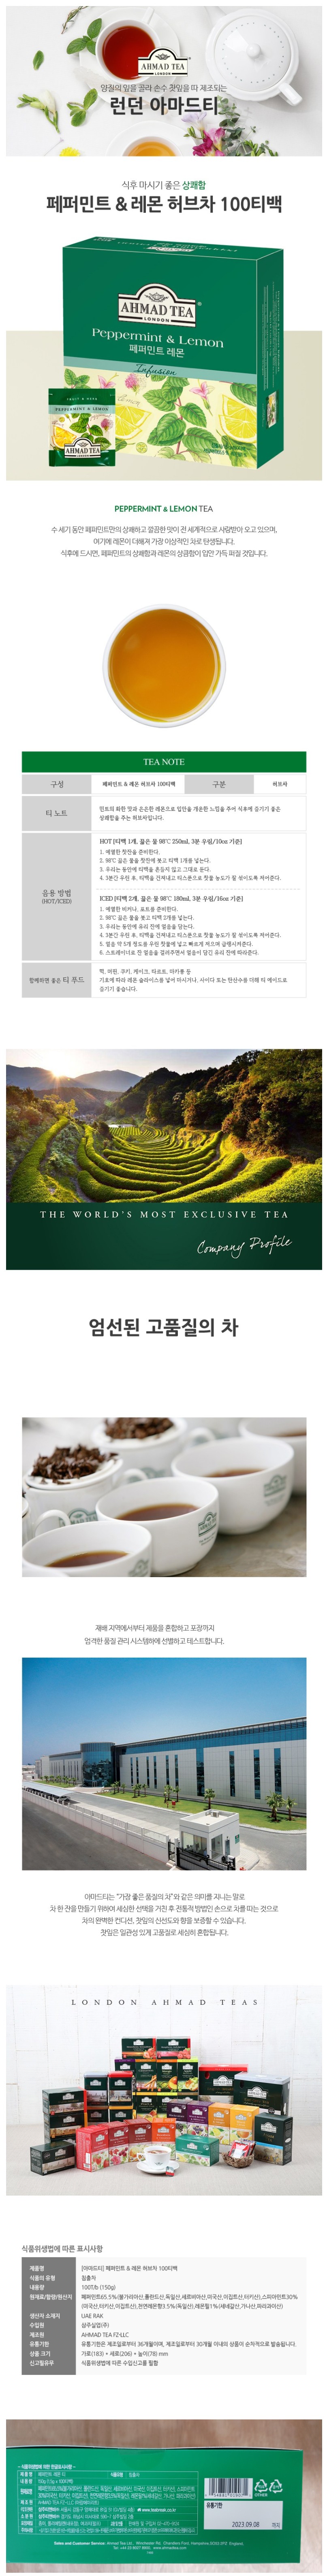 AHMAD TEA
LONDON
양질의 잎을 골라 손수 찻잎을 따 제조되는
런던 아마드티
식후 마시기 좋은 상쾌함
페퍼민트 & 레몬 허브차 100티백
AHMAD TEA
LONDON
Peppermint & Lemon
페퍼민트 레몬
Infusion
PEPPERMINT & LEMON
AHMAD TEA
PEPPERMINT & LEMON TEA
수 세기 동안 페퍼민트만의 상쾌하고 깔끔한 맛이 전 세계적으로 사랑받아 오고 있으며,
여기에 레몬이 더해져 가장 이상적인 차로 탄생됩니다.
식후에 드시면, 페퍼민트의 상쾌함과 레몬의 상큼함이 입안 가득 퍼질 것입니다.
TEA NOTE
구성 페퍼민트 & 레몬 허브차 100티백 구분 허브차
티 노트
민트의 화한 맛과 은은한 레몬으로 입안을 개운한 느낌을 주어 식후에 즐기기 좋은
상쾌함을 주는 허브차입니다.
음용 방법
(HOT/ICED)
HOT [티백 1개, 끓은 물 98℃ 250ml, 3분 우림/10oz 기준]
1. 예열한 찻잔을 준비한다.
2. 98℃ 끓은 물을 찻잔에 붓고 티백 1개를 넣는다.
3. 우리는 동안에 티백을 흔들지 말고 그대로 둔다.
4. 3분간 우린 후, 티백을 건져내고 티스푼으로 찻물 농도가 잘 섞이도록 저어준다.
ICED [티백 2개, 끓은 물 98℃ 180ml, 3분 우림/16oz 기준]
1. 예열한 비커나, 포트를 준비한다.
2. 98℃ 끓은 물을 붓고 티백 2개를 넣는다.
3. 우리는 동안에 유리 잔에 얼음을 담는다.
4. 3분간 우린 후, 티백을 건져내고 티스푼으로 찻물 농도가 잘 섞이도록 저어준다.
5. 얼음 약 5개 정도를 우린 찻물에 넣고 빠르게 저으며 급랭시켜준다.
6. 스트레이너로 잔 얼음을 걸러주면서 얼음이 담긴 유리 잔에 따라준다.
함께하면 좋은 티 푸드
떡, 머핀, 쿠키, 케이크, 타르트, 마카롱 등
기호에 따라 레몬 슬라이스를 넣어 마시거나, 사이다 또는 탄산수를 더해 티 에이드로
즐기기 좋습니다.
THE WORLD'S MOST EXCLUSIVE TEA
Company Profile
엄선된 고품질의 차
재배 지역에서부터 제품을 혼합하고 포장까지
엄격한 품질 관리 시스템하에 선별하고 테스트합니다.
아마드티는 "가장 좋은 품질의 차"와 같은 의미를 지니는 말로
차 한 잔을 만들기 위하여 세심한 선택을 거친 후 전통적 방법인 손으로 차를 따는 것으로
차의 완벽한 컨디션, 찻잎의 신선도와 향을 보증할 수 있습니다.
찻잎은 일관성 있게 고품질로 세심히 혼합됩니다.
LONDON AHMAD TEAS
식품위생법에 따른 표시사항
제품명 [아마드티] 페퍼민트 & 레몬 허브차 100티백
식품의 유형 침출차
내용량 100T/b (150g)
원재료/함량/원산지 페퍼민트65.5%(불가리아산,폴란드산,독일산,세르비아산,미국산,이집트산,터키산),스피아민트30%
(미국산,터키산,이집트산),천연레몬향3.5%(독일산),레몬필1%(세네갈산,가나산,파라과이산)
생산자 소재지 UAE RAK
수입원 삼주실업(주)
제조원 AHMAD TEA FZ-LLC
유통기한 유통기한은 제조일로부터 36개월이며, 제조일로부터 30개월 이내의 상품이 순차적으로 발송됩니다.
상품 크기 가로(183) × 세로(206) × 높이(78) mm
신고필유무 식품위생법에 따른 수입신고를 필함
유통기한
2023.09.08 까지